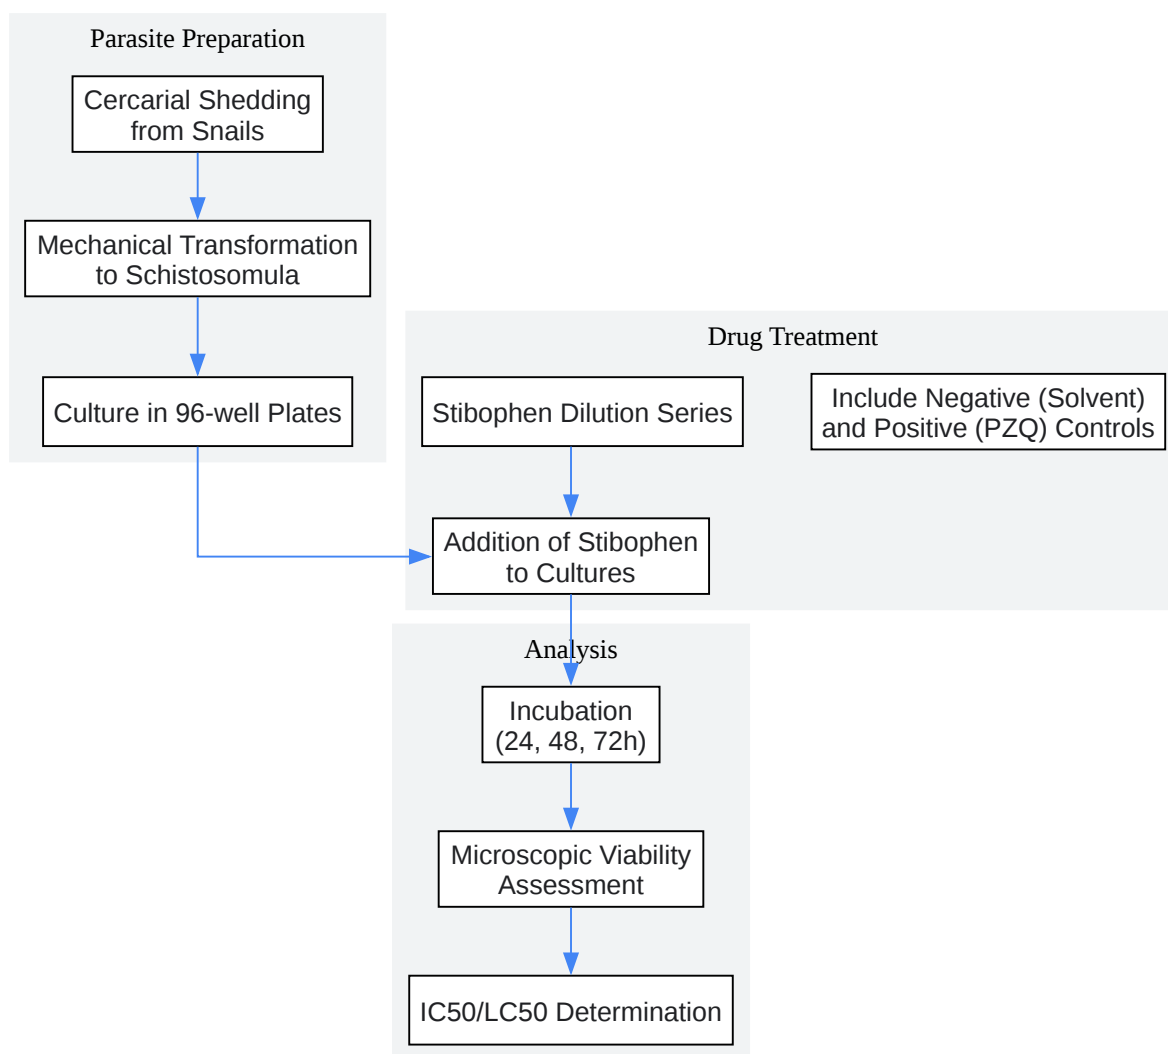 Parasite Preparation
Cercarial Shedding
from Snails
Mechanical Transformation
to Schistosomula
Culture in 96-well Plates
Drug Treatment
Stibophen Dilution Series
Include Negative (Solvent)
and Positive (PZQ) Controls
Addition of Stibophen
to Cultures
Analysis
Incubation
(24, 48, 72h)
Microscopic Viability
Assessment
IC50/LC50 Determination